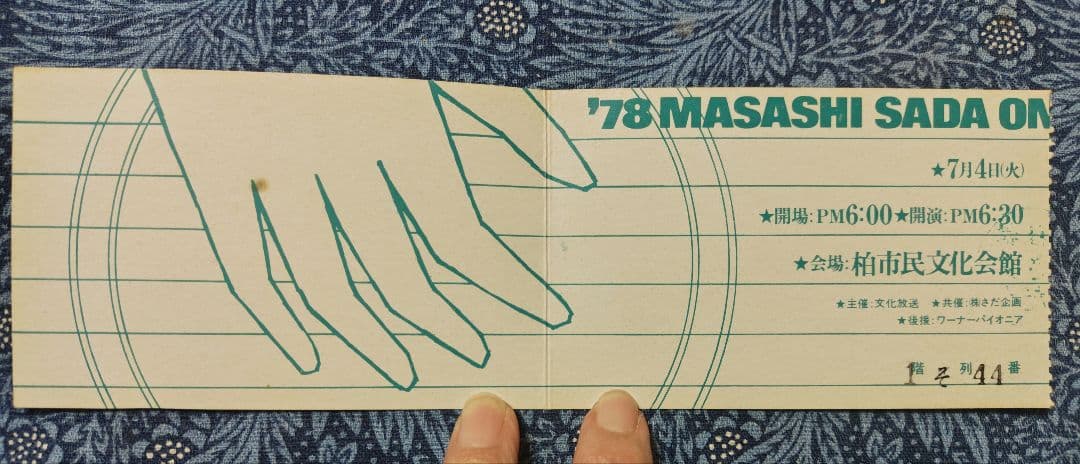 '78 MASASHI SADA ON
★7月4日(火)
★開場:PM6:00★開演:PM6:30
★会場:柏市民文化会館
★主催:文化放送 ★共催:㈱さだ企画
★後援:ワーナーパイオニア
1階 そ 列 44 番